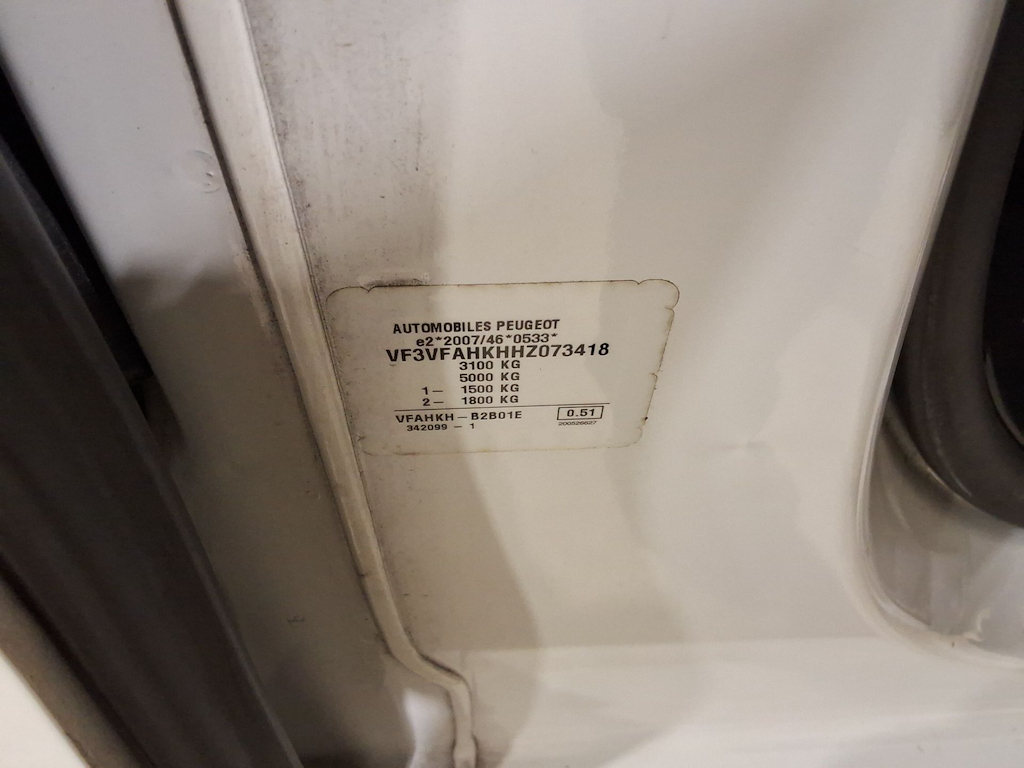 AUTOMOBILES PEUGEOT
e2*2007/46*0533*
VF3VFAHKHHZ073418
3100 KG
5000 KG
1— 1500 KG
2— 1800 KG
VFAHKH—B2B01E 0.51
342099 — 1